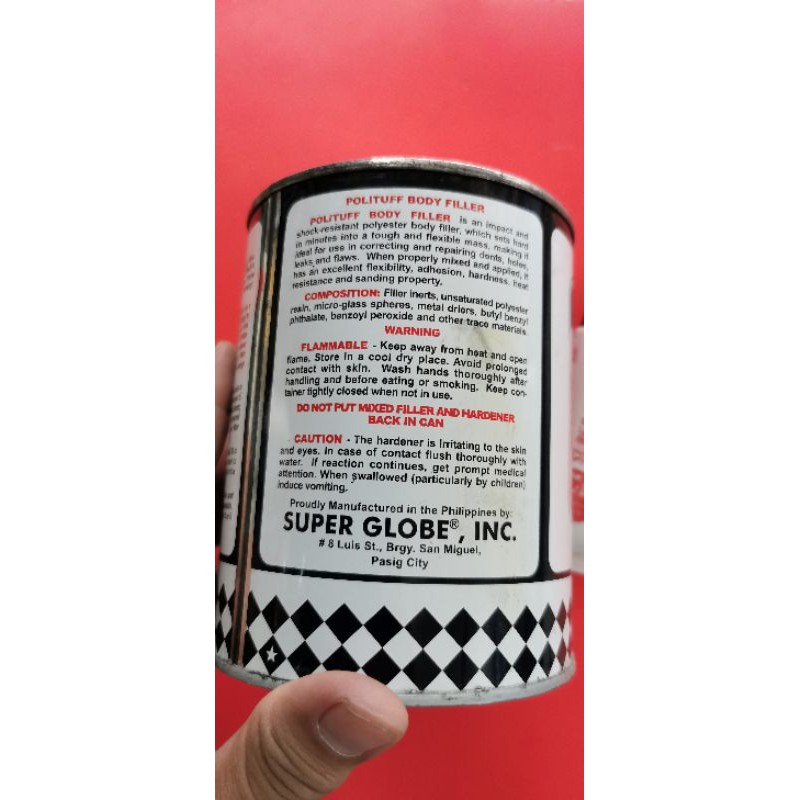 POLITUFF BODY FILLER
POLITUFF BODY FILLER is an impact and
shock-resistant polyester body filler, which sets hard
in minutes into a tough and flexible mass, making it
ideal for use in correcting and repairing dents, holes,
leaks and flaws. When properly mixed and applied, it
has an excellent flexibility, adhesion, hardness, heat
resistance and sanding property.
COMPOSITION: Filler inerts, unsaturated polyester
resin, micro-glass spheres, metal driers, butyl benzyl
phthalate, benzoyl peroxide and other trace materials.
WARNING
FLAMMABLE - Keep away from heat and open
flame. Store in a cool dry place. Avoid prolonged
contact with skin. Wash hands thoroughly after
handling and before eating or smoking. Keep con-
tainer tightly closed when not in use.
DO NOT PUT MIXED FILLER AND HARDENER
BACK IN CAN
CAUTION - The hardener is irritating to the skin
and eyes. In case of contact flush thoroughly with
water. If reaction continues, get prompt medical
attention. When swallowed (particularly by children)
induce vomiting.
Proudly Manufactured in the Philippines by:
SUPER GLOBE®, INC.
# 8 Luis St., Brgy. San Miguel,
Pasig City